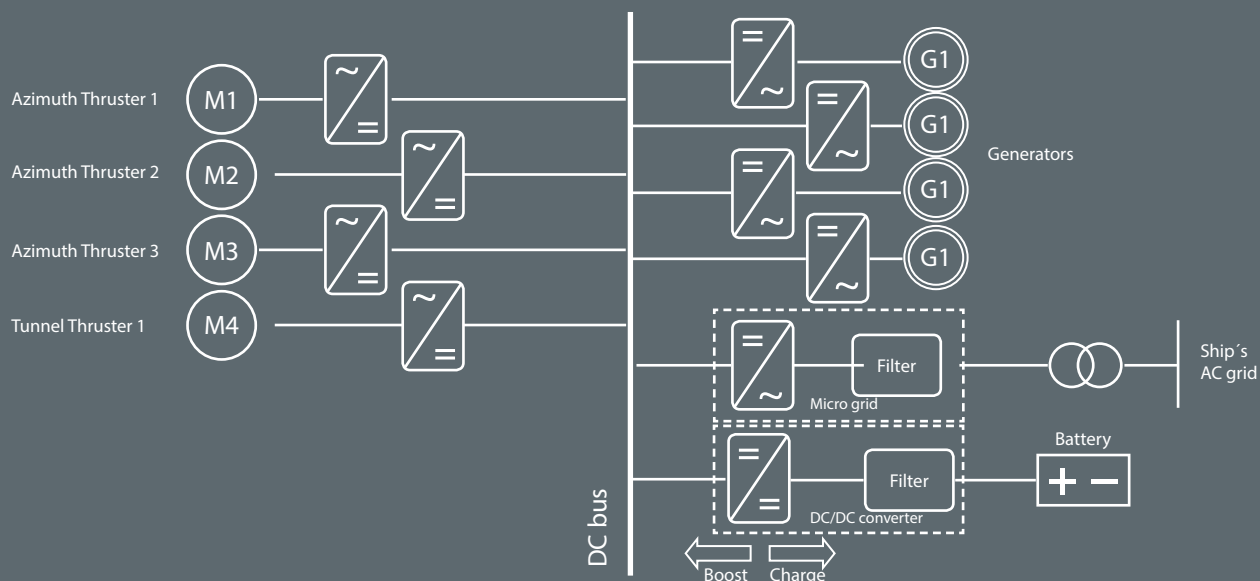 Azimuth Thruster 1
M1
Azimuth Thruster 2
M2
Azimuth Thruster 3
M3
Tunnel Thruster 1
M4
DC bus
G1
G1
G1
G1
Generators
Filter
Micro grid
Ship´s
AC grid
Battery
Filter
DC/DC converter
Boost
Charge